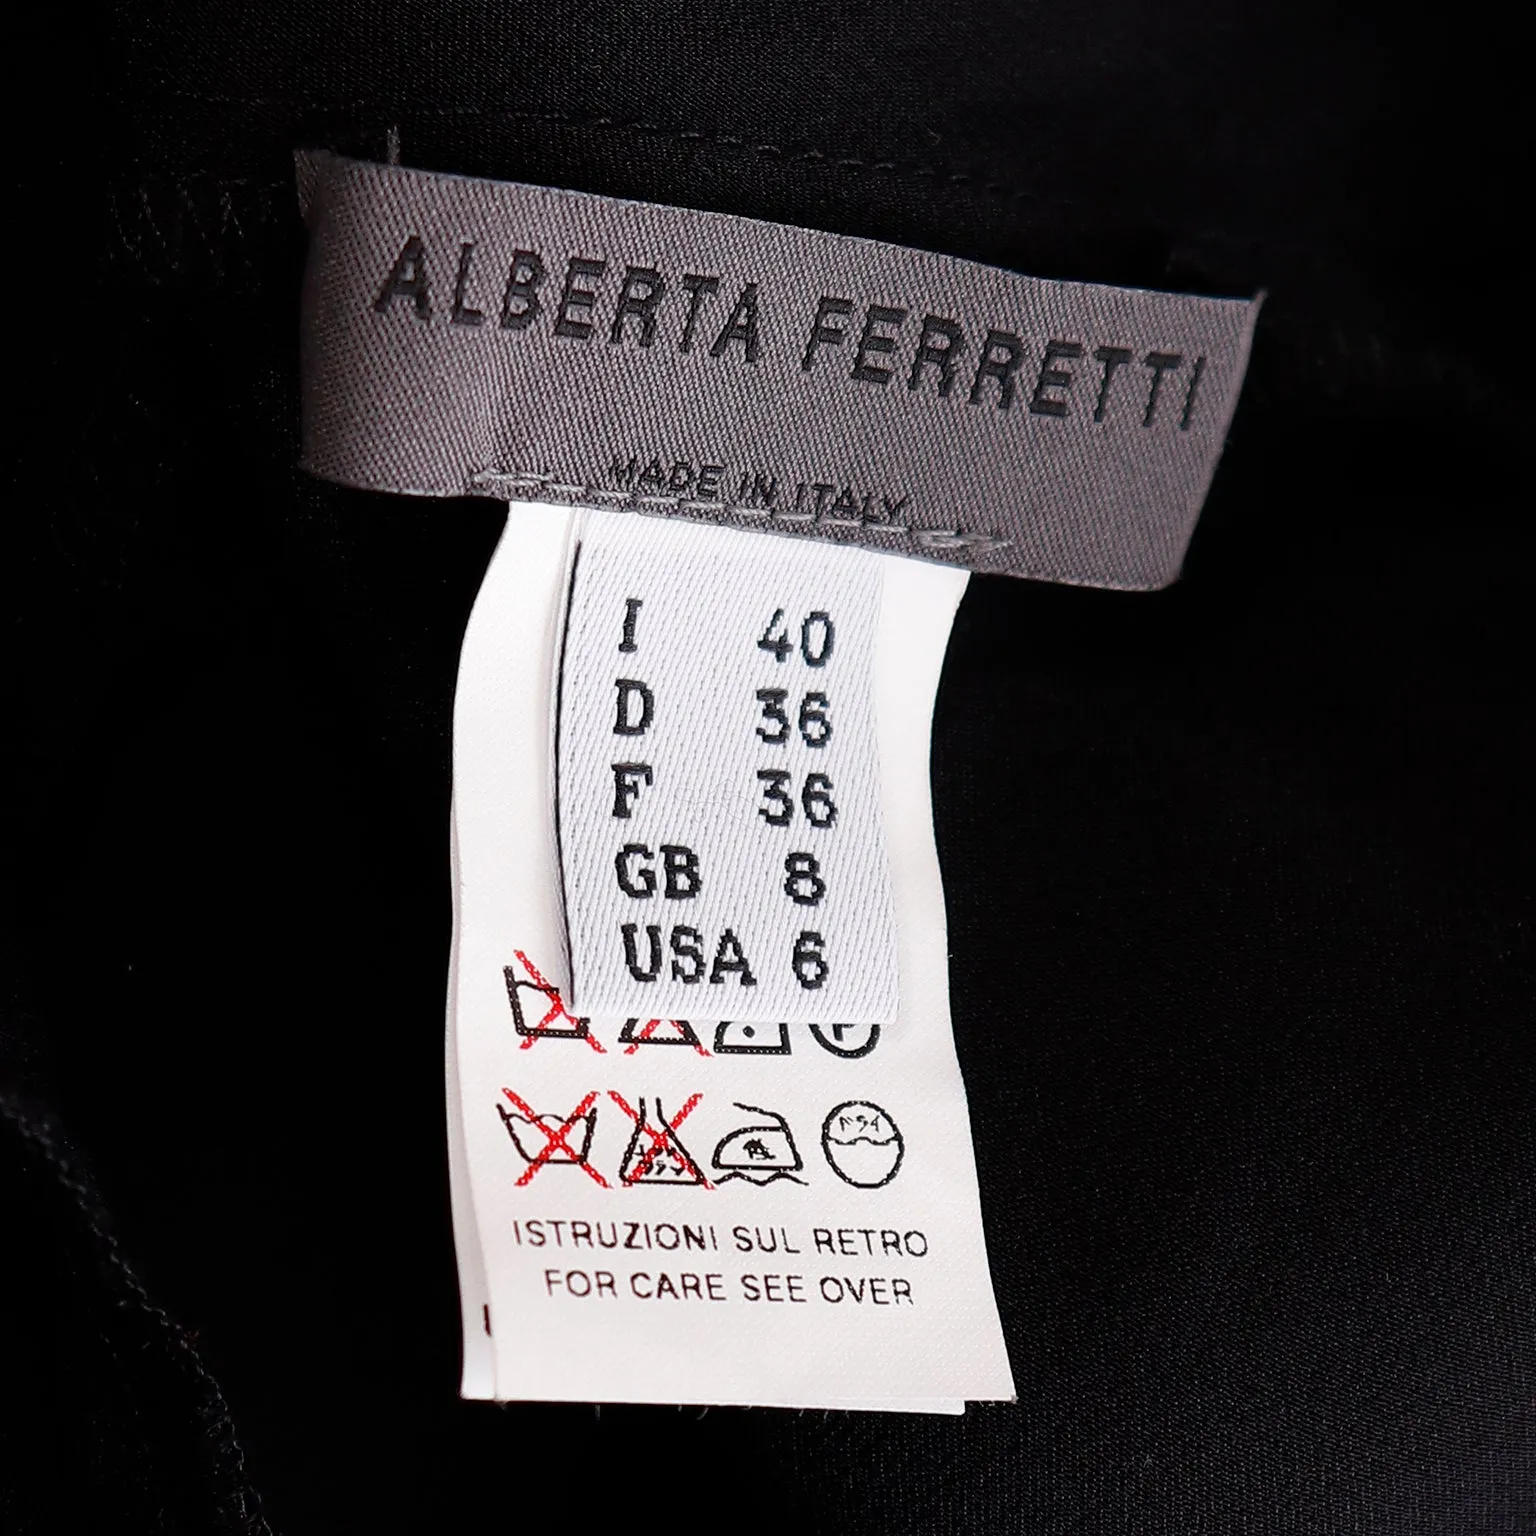 ALBERTA FERRETTI
MADE IN ITALY
I 40
D 36
F 36
GB 8
USA 6
P
ISTRUZIONI SUL RETRO
FOR CARE SEE OVER